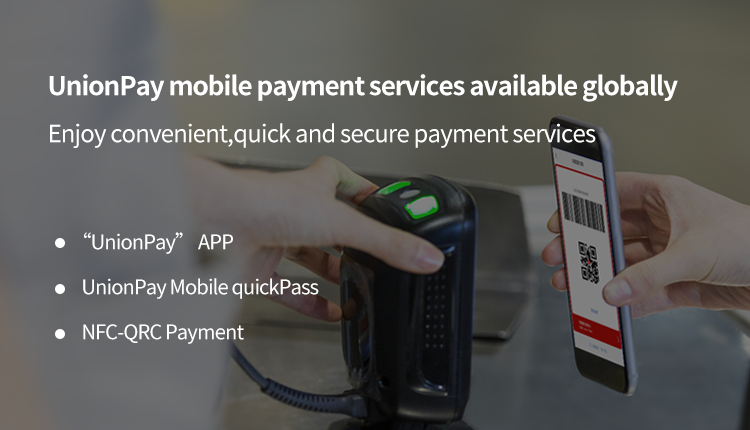 UnionPay mobile payment services available globally
Enjoy convenient,quick and secure payment services
“UnionPay” APP
UnionPay Mobile quickPass
NFC-QRC Payment